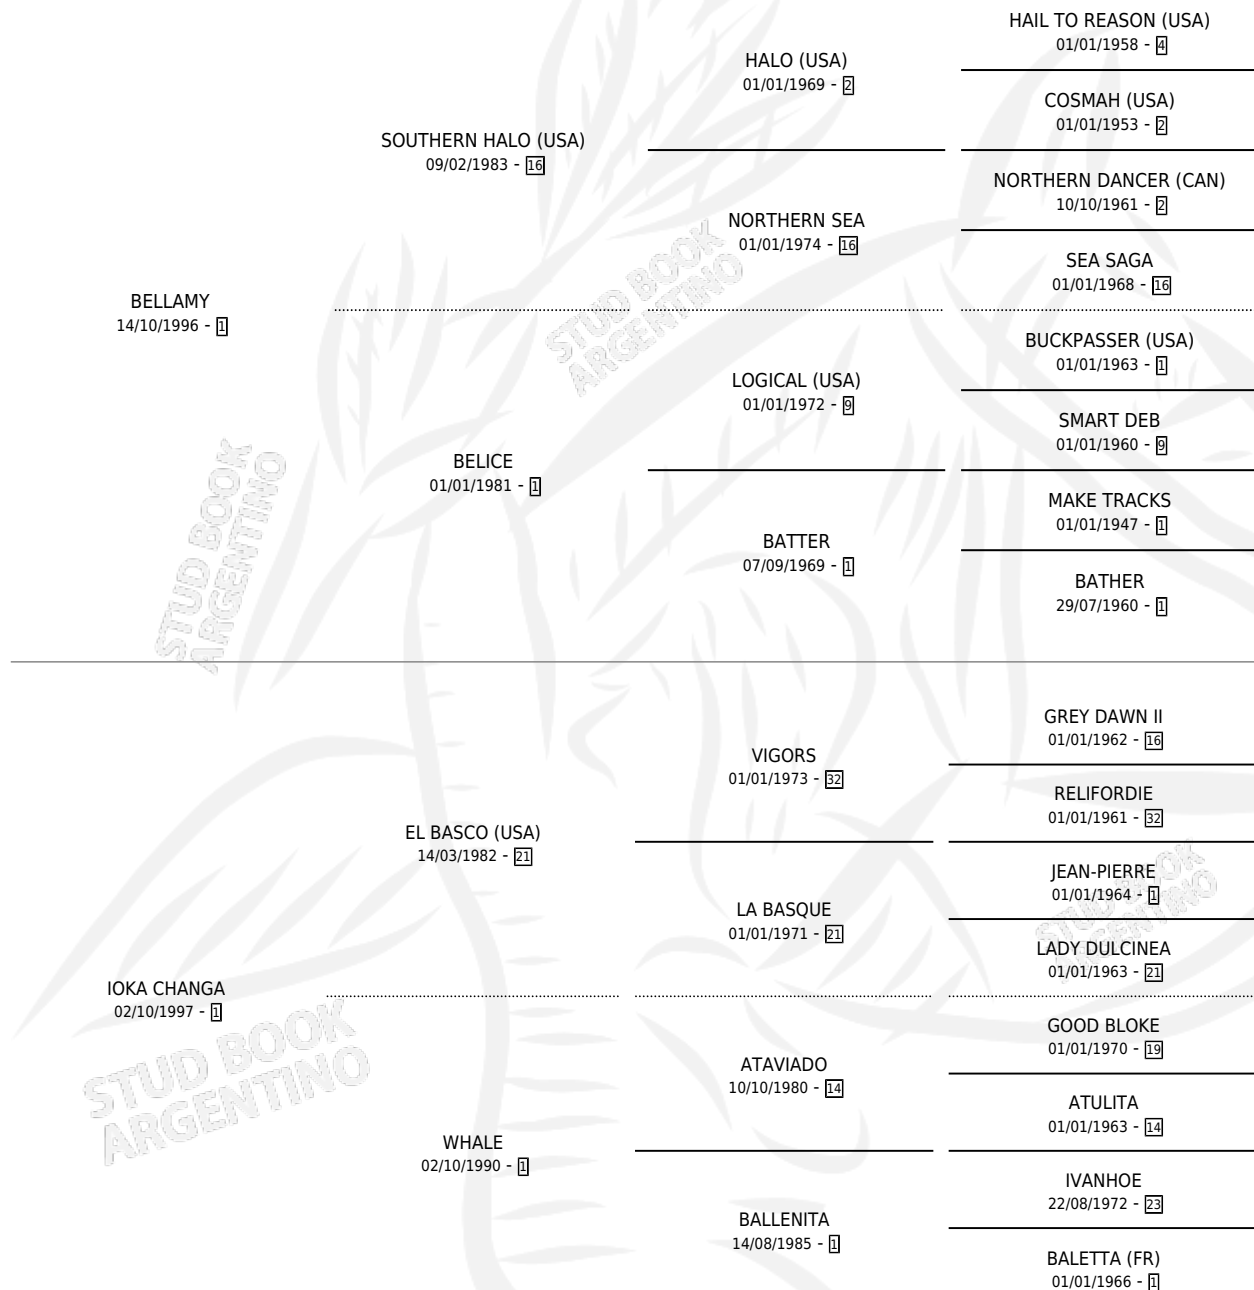 HAIL TO REASON (USA)
01/01/1958 - 4
HALO (USA)
01/01/1969 - 2
COSMAH (USA)
01/01/1953 - 2
SOUTHERN HALO (USA)
09/02/1983 - 16
NORTHERN DANCER (CAN)
10/10/1961 - 2
NORTHERN SEA
01/01/1974 - 16
SEA SAGA
01/01/1968 - 16
BELLAMY
14/10/1996 - 1
BUCKPASSER (USA)
01/01/1963 - 1
LOGICAL (USA)
01/01/1972 - 9
SMART DEB
01/01/1960 - 9
BELICE
01/01/1981 - 1
MAKE TRACKS
01/01/1947 - 1
BATTER
07/09/1969 - 1
BATHER
29/07/1960 - 1
GREY DAWN II
01/01/1962 - 16
VIGORS
01/01/1973 - 32
RELIFORDIE
01/01/1961 - 32
EL BASCO (USA)
14/03/1982 - 21
JEAN-PIERRE
01/01/1964 - 1
LA BASQUE
01/01/1971 - 21
LADY DULCINEA
01/01/1963 - 21
IOKA CHANGA
02/10/1997 - 1
GOOD BLOKE
01/01/1970 - 19
ATAVIADO
10/10/1980 - 14
ATULITA
01/01/1963 - 14
WHALE
02/10/1990 - 1
IVANHOE
22/08/1972 - 23
BALLENITA
14/08/1985 - 1
BALETTA (FR)
01/01/1966 - 1
STUD BOOK
ARGENTINO
STUD BOOK
ARGENTINO
STUD BOOK
ARGENTINO
STUD BOOK
ARGENTINO